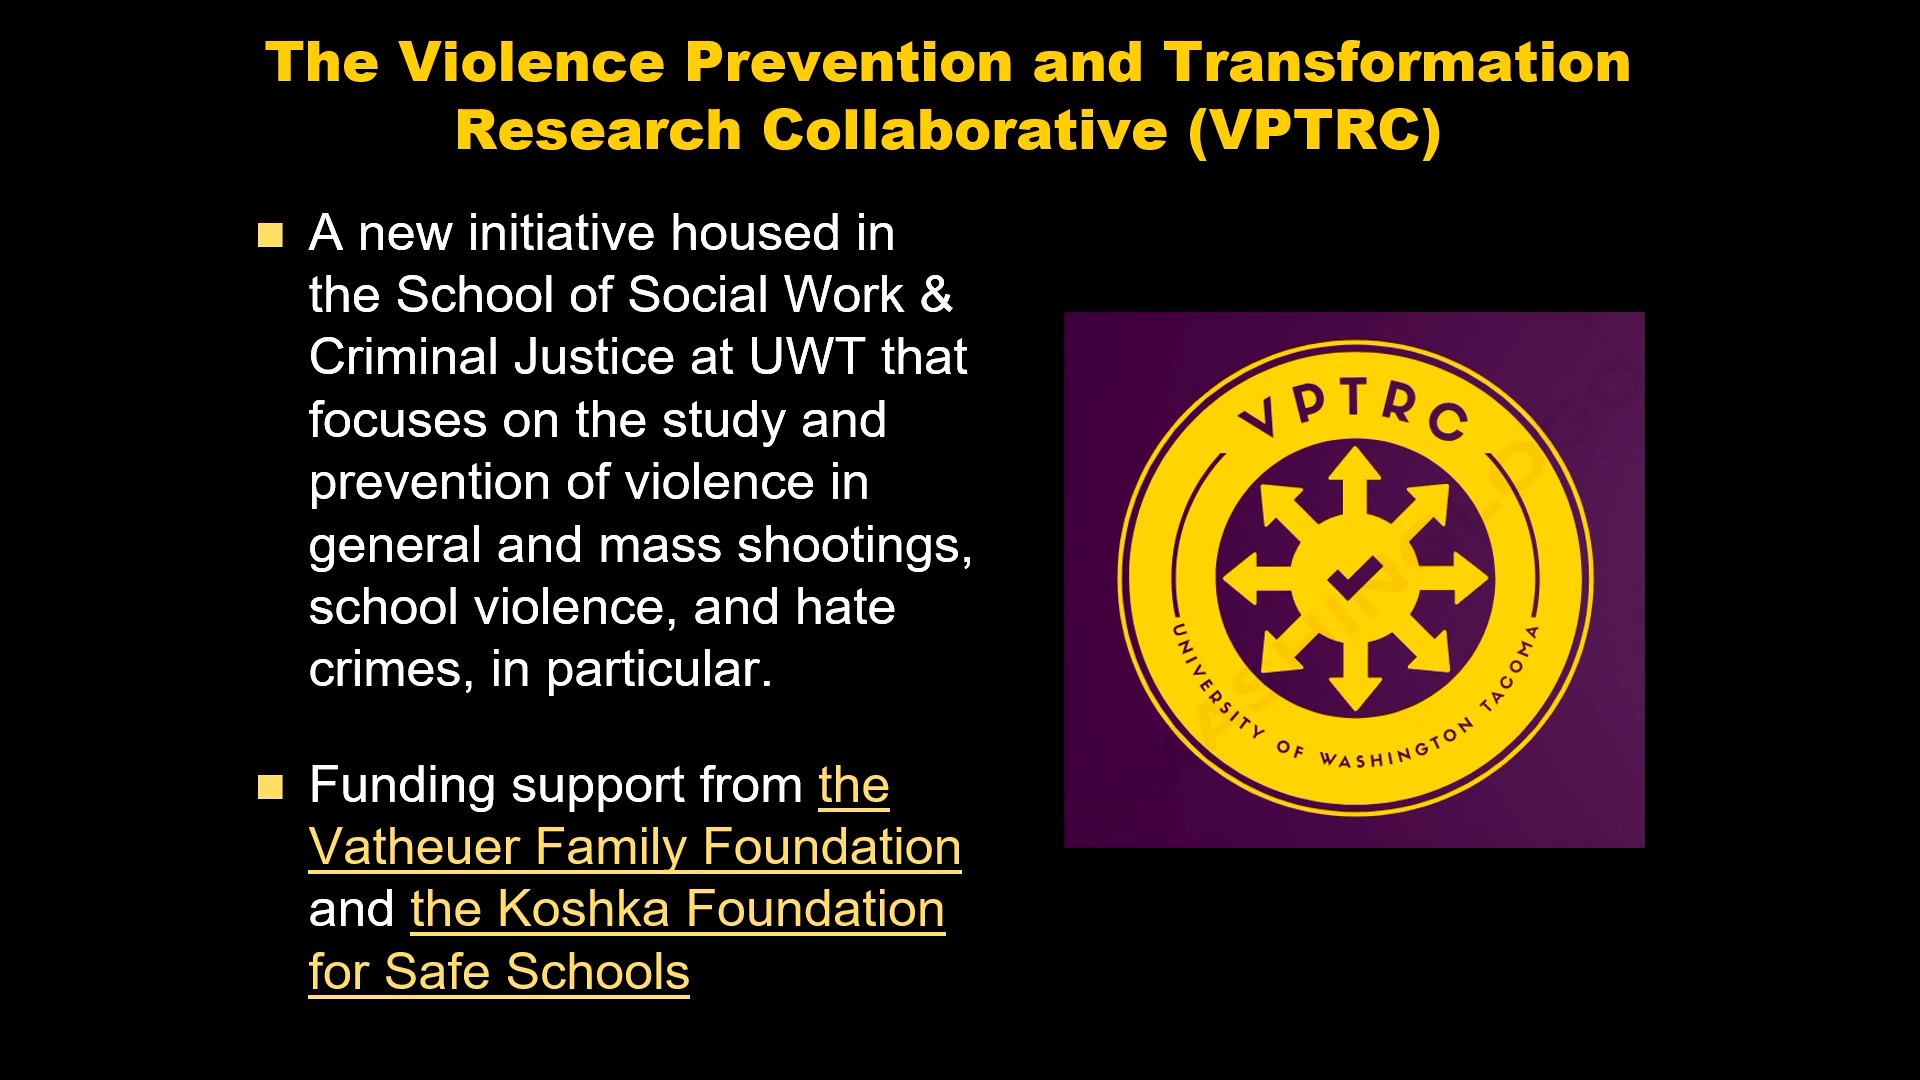 The Violence Prevention and Transformation
Research Collaborative (VPTRC)
A new initiative housed in
the School of Social Work &
Criminal Justice at UWT that
focuses on the study and
prevention of violence in
general and mass shootings,
school violence, and hate
crimes, in particular.
Funding support from the
Vatheuer Family Foundation
and the Koshka Foundation
for Safe Schools
VPTRC
UNIVERSITY OF WASHINGTON TACOMA